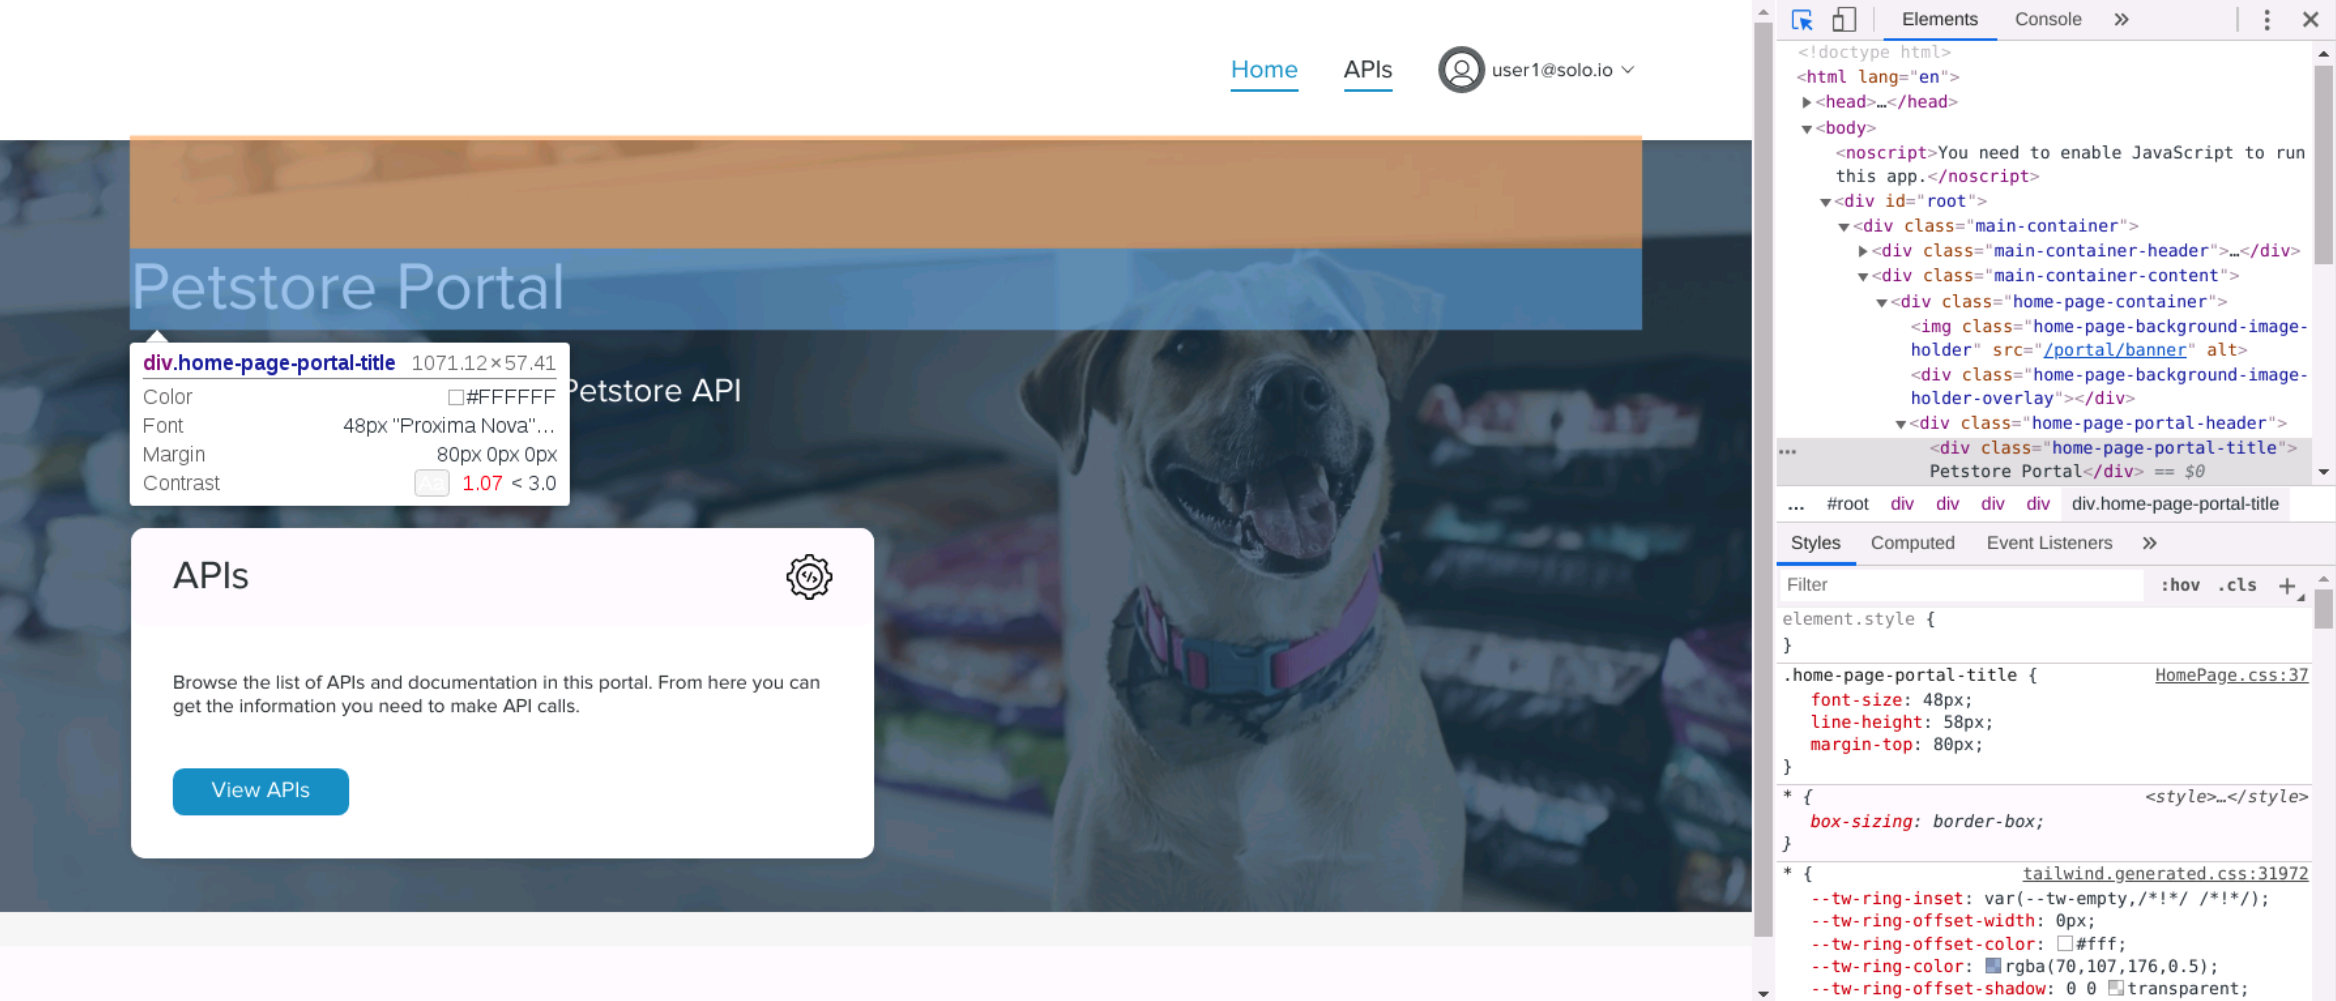 Home APIs user1@solo.io
Petstore Portal
div.home-page-portal-title 1071.12×57.41
Color #FFFFFF
Font 48px "Proxima Nova"...
Margin 80px 0px 0px
Contrast Aa 1.07 < 3.0
Petstore API
APIs
Browse the list of APIs and documentation in this portal. From here you can
get the information you need to make API calls.
View APIs
Elements Console
<!doctype html>
<html lang="en">
<head>…</head>
<body>
<noscript>You need to enable JavaScript to run
this app.</noscript>
<div id="root">
<div class="main-container">
<div class="main-container-header">…</div>
<div class="main-container-content">
<div class="home-page-container">
<img class="home-page-background-image-
holder" src="/portal/banner" alt>
<div class="home-page-background-image-
holder-overlay"></div>
<div class="home-page-portal-header">
… <div class="home-page-portal-title">
Petstore Portal</div> == $0
… #root div div div div div.home-page-portal-title
Styles Computed Event Listeners
Filter :hov .cls +
element.style {
}
.home-page-portal-title { HomePage.css:37
font-size: 48px;
line-height: 58px;
margin-top: 80px;
}
* { <style>…</style>
box-sizing: border-box;
}
* { tailwind.generated.css:31972
--tw-ring-inset: var(--tw-empty,/*!*/ /*!*/);
--tw-ring-offset-width: 0px;
--tw-ring-offset-color: #fff;
--tw-ring-color: rgba(70,107,176,0.5);
--tw-ring-offset-shadow: 0 0 transparent;